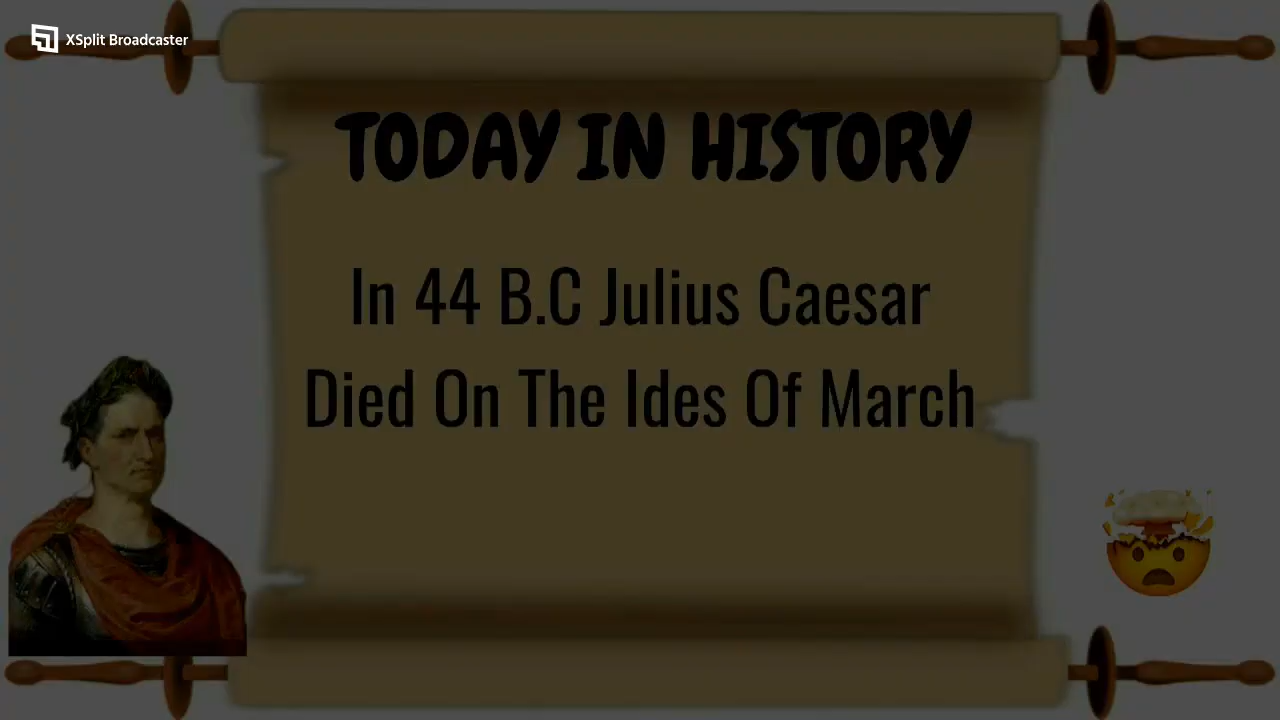 XSplit Broadcaster
TODAY IN HISTORY
In 44 B.C Julius Caesar
Died On The Ides Of March